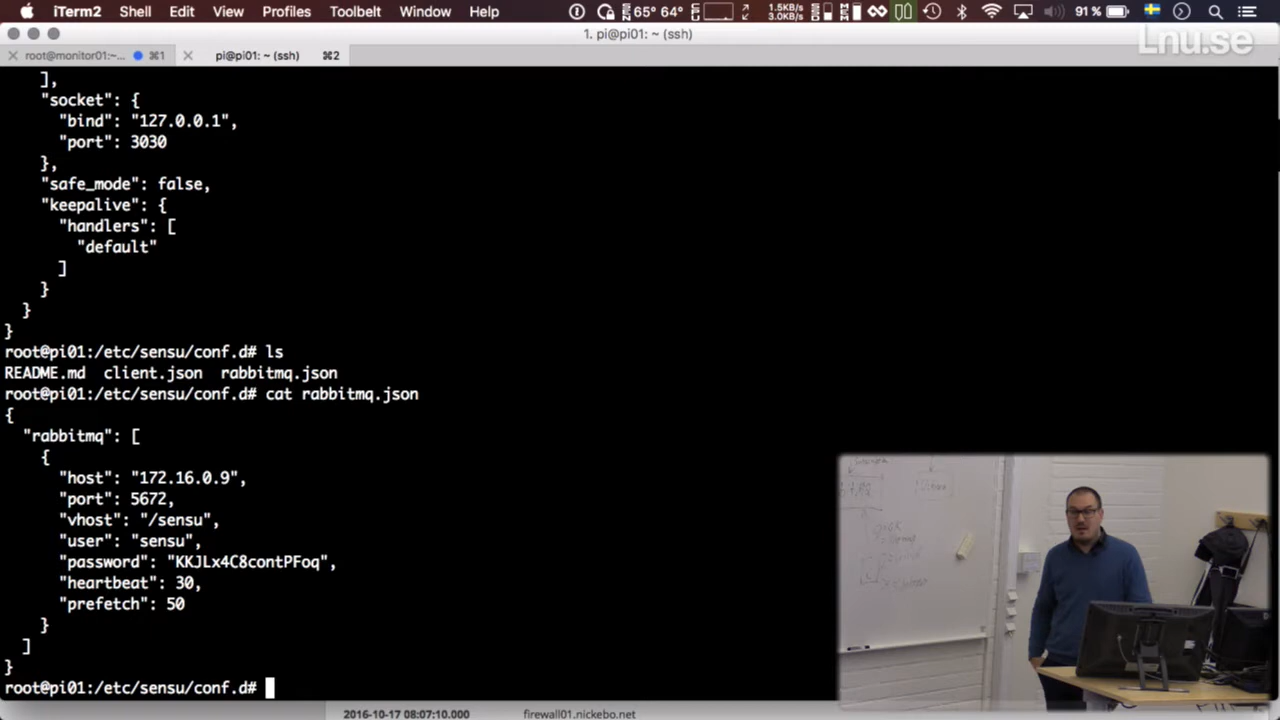 iTerm2 Shell Edit View Profiles Toolbelt Window Help 65° 64° 1.5KB/s 3.0KB/s 91 %
1. pi@pi01: ~ (ssh)
Lnu.se
root@monitor01:~... ⌘1 pi@pi01: ~ (ssh) ⌘2
],
"socket": {
"bind": "127.0.0.1",
"port": 3030
},
"safe_mode": false,
"keepalive": {
"handlers": [
"default"
]
}
}
}
root@pi01:/etc/sensu/conf.d# ls
README.md client.json rabbitmq.json
root@pi01:/etc/sensu/conf.d# cat rabbitmq.json
{
"rabbitmq": [
{
"host": "172.16.0.9",
"port": 5672,
"vhost": "/sensu",
"user": "sensu",
"password": "KKJLx4C8contPFoq",
"heartbeat": 30,
"prefetch": 50
}
]
}
root@pi01:/etc/sensu/conf.d#
2016-10-17 08:07:10.000 firewall01.nickebo.net